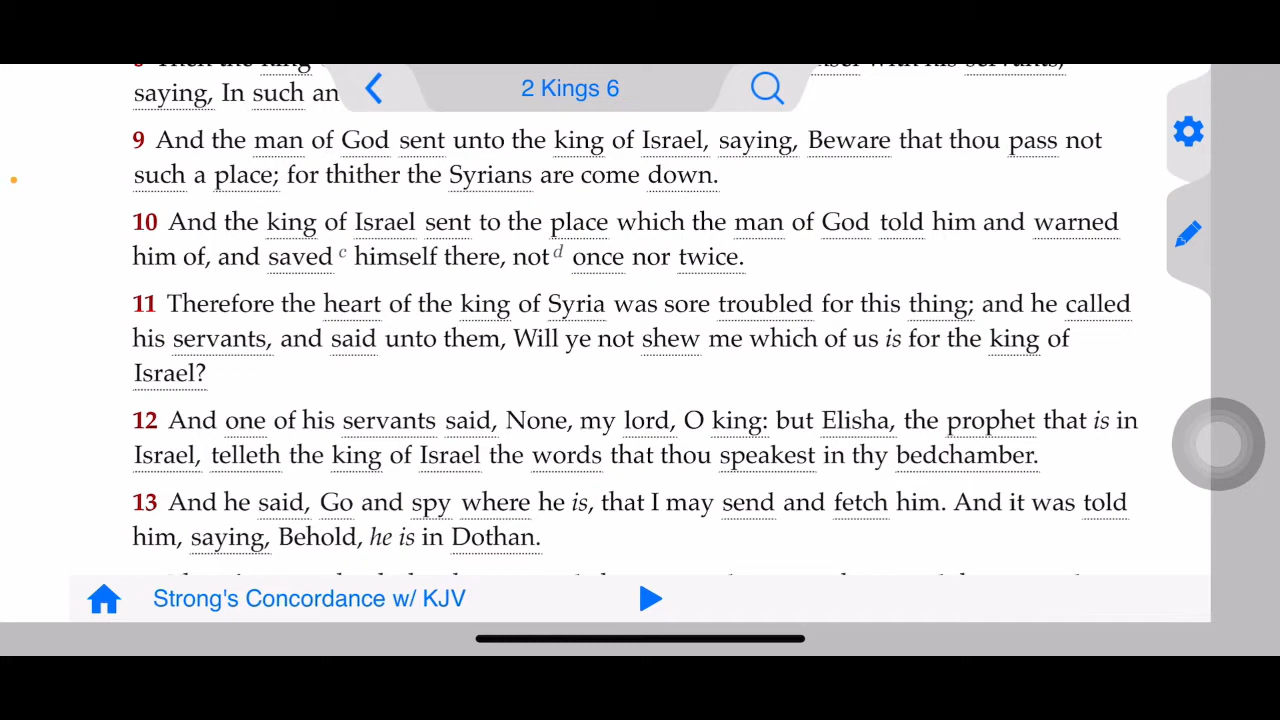 8 Then the king
2 Kings 6
with his servants,
saying, In such an
9 And the man of God sent unto the king of Israel, saying, Beware that thou pass not
such a place; for thither the Syrians are come down.
10 And the king of Israel sent to the place which the man of God told him and warned
him of, and saved c himself there, not d once nor twice.
11 Therefore the heart of the king of Syria was sore troubled for this thing; and he called
his servants, and said unto them, Will ye not shew me which of us is for the king of
Israel?
12 And one of his servants said, None, my lord, O king: but Elisha, the prophet that is in
Israel, telleth the king of Israel the words that thou speakest in thy bedchamber.
13 And he said, Go and spy where he is, that I may send and fetch him. And it was told
him, saying, Behold, he is in Dothan.
Strong's Concordance w/ KJV